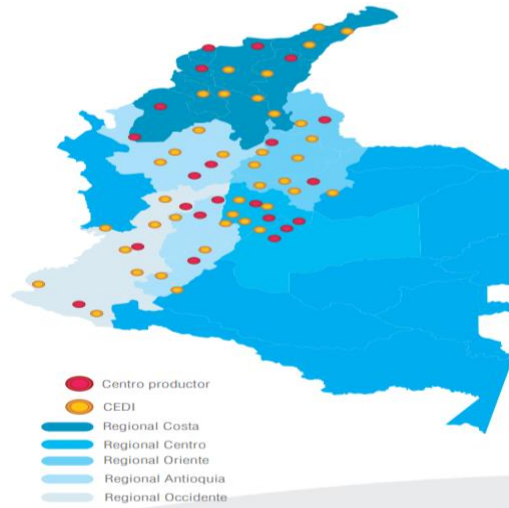 Centro productor
CEDI
Regional Costa
Regional Centro
Regional Oriente
Regional Antioquia
Regional Occidente